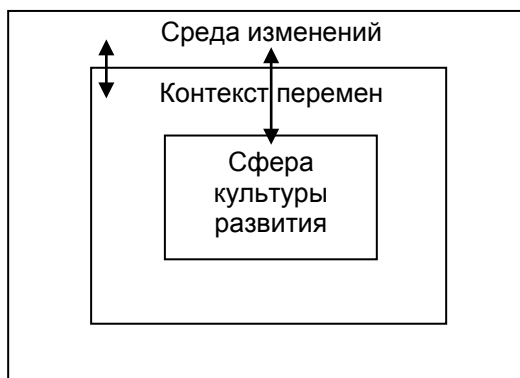 Среда изменений
Контекст перемен
Сфера
культуры
развития